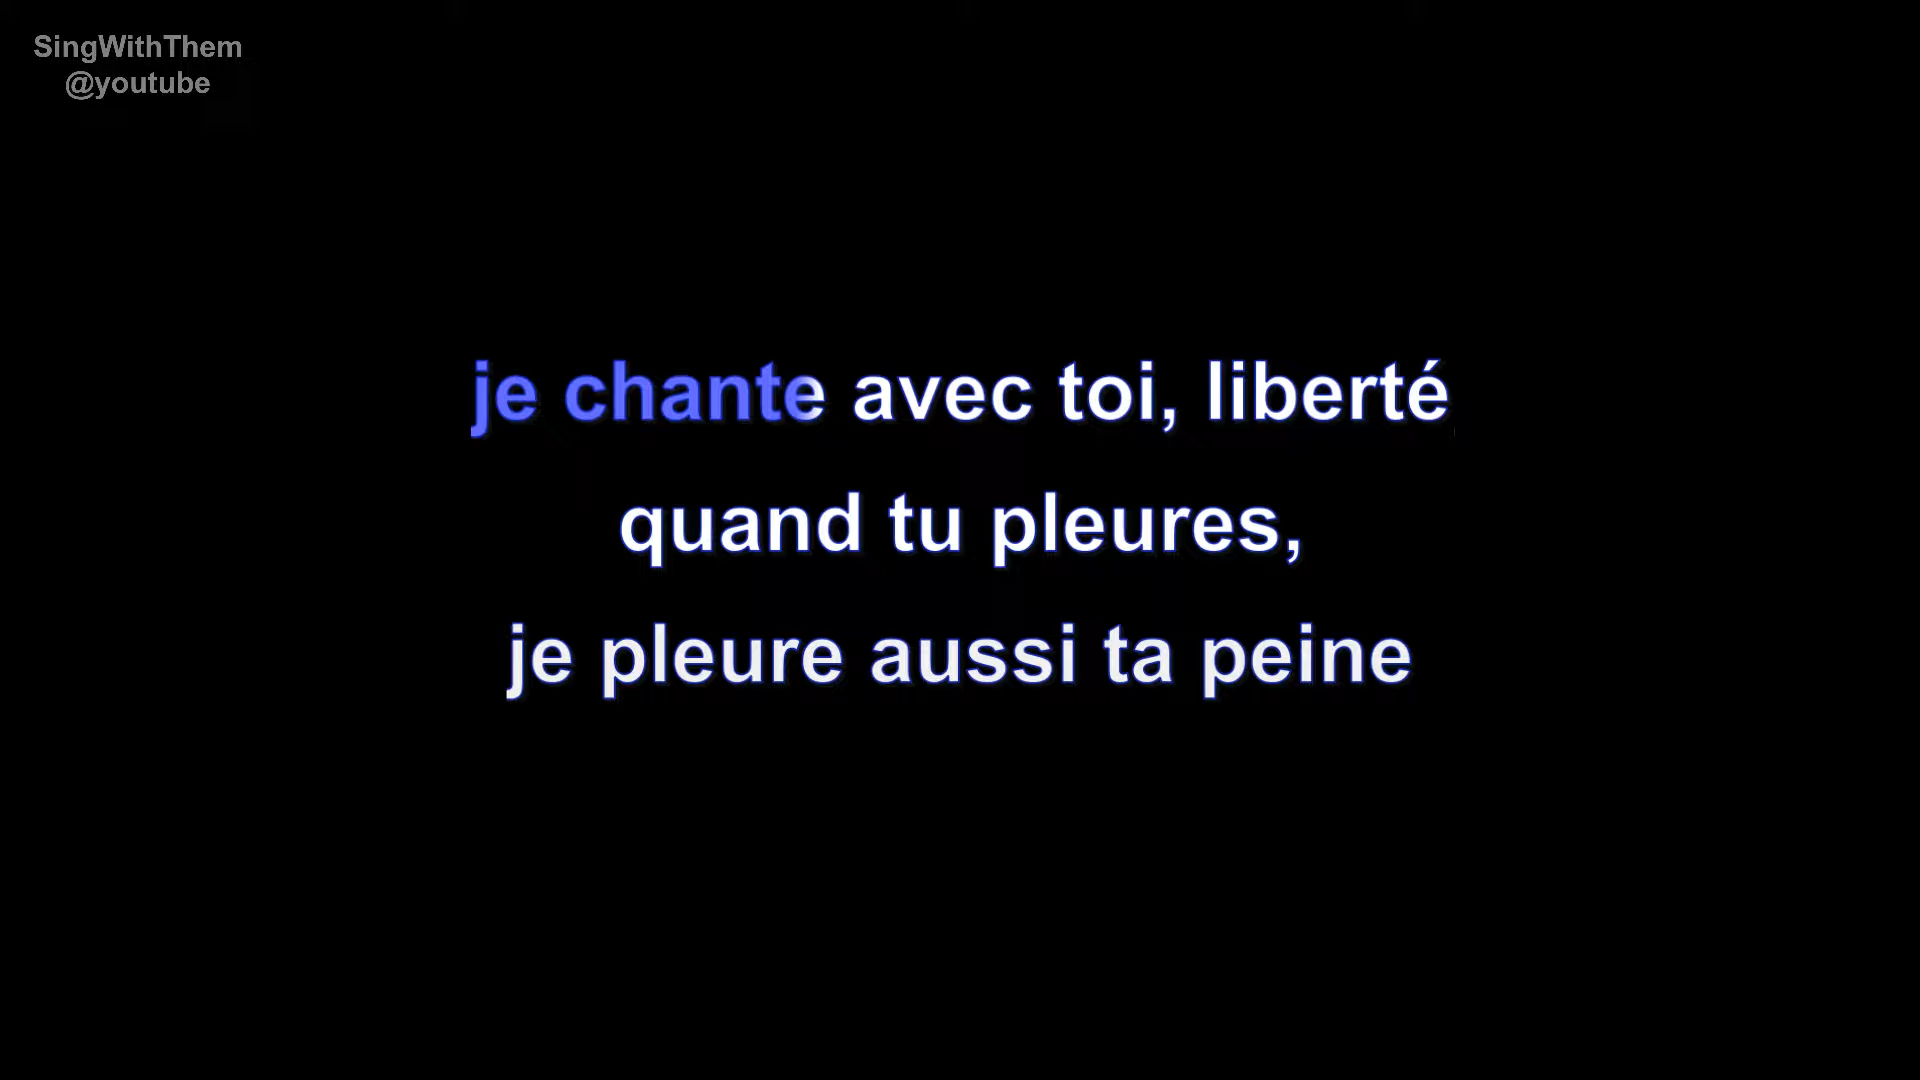 SingWithThem
@youtube
je chante avec toi, liberté
quand tu pleures,
je pleure aussi ta peine